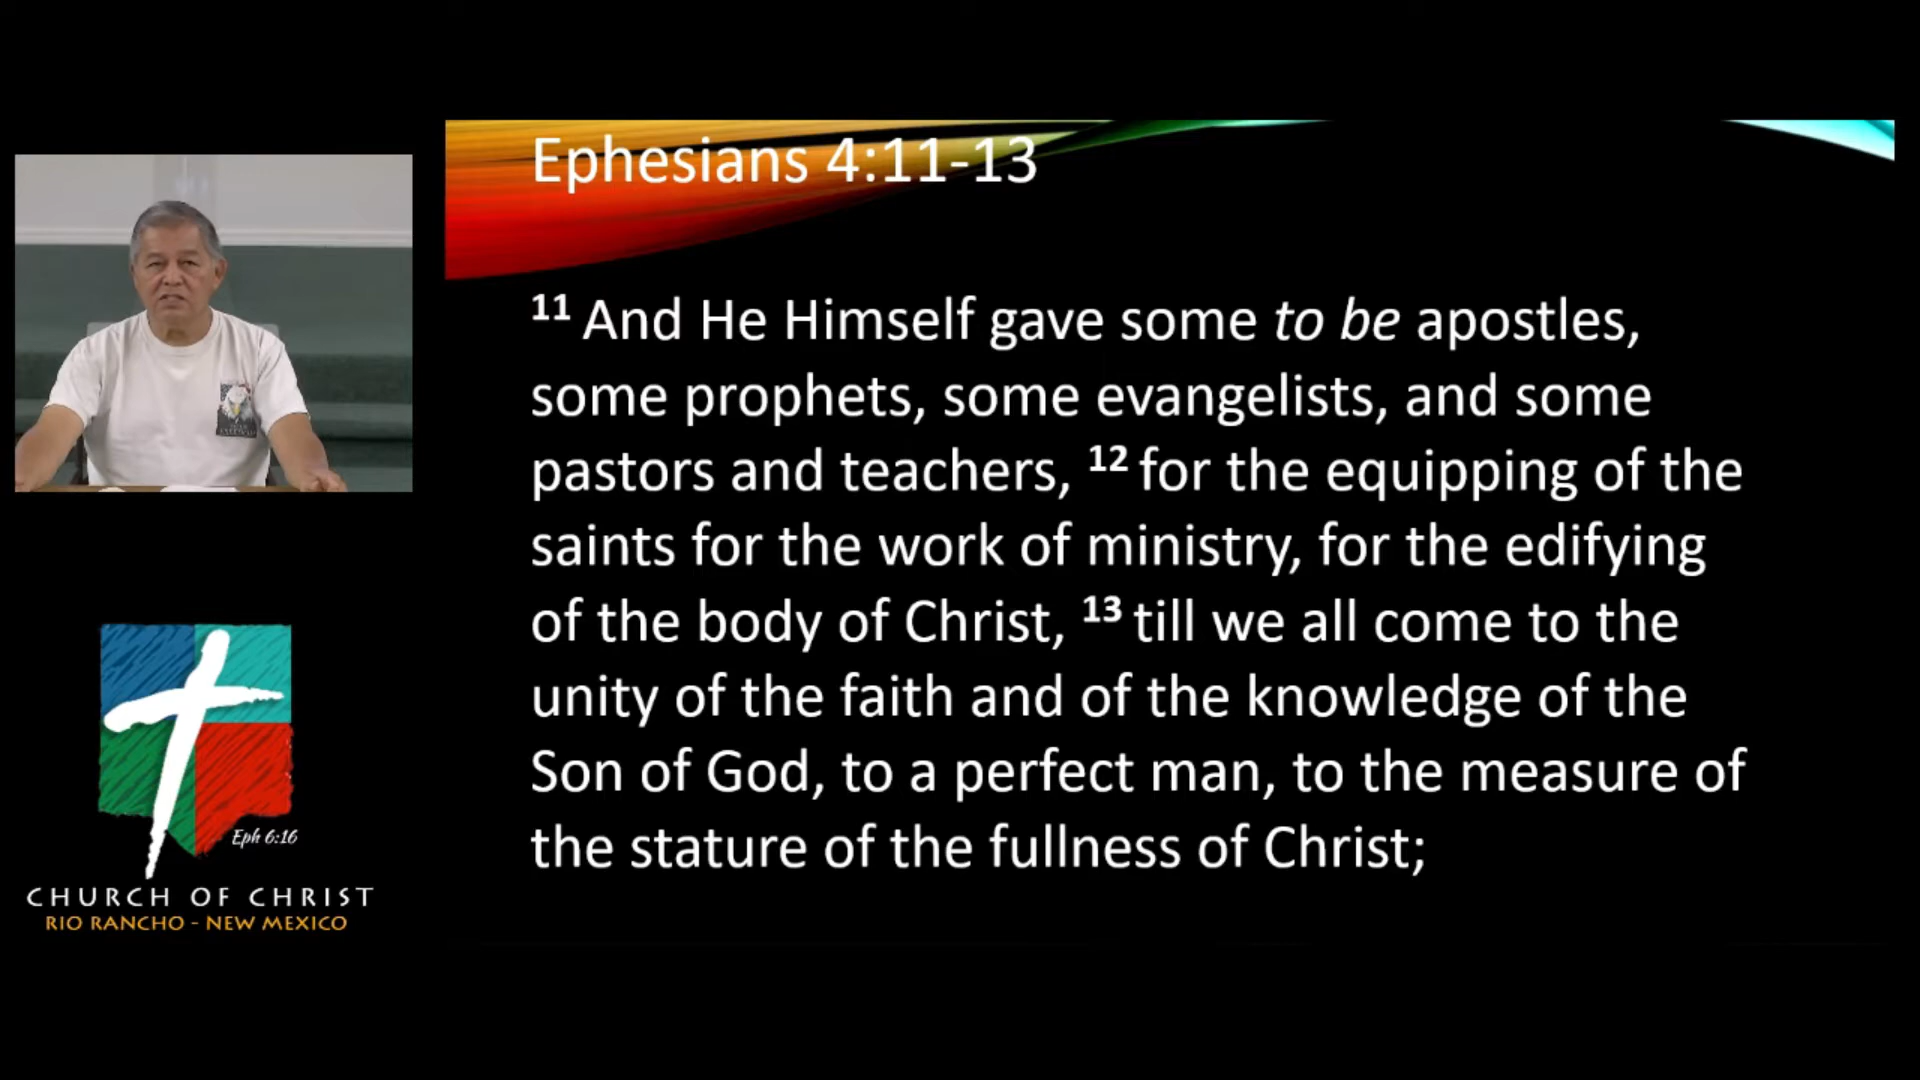 Ephesians 4:11-13
11 And He Himself gave some to be apostles,
some prophets, some evangelists, and some
pastors and teachers, 12 for the equipping of the
saints for the work of ministry, for the edifying
of the body of Christ, 13 till we all come to the
unity of the faith and of the knowledge of the
Son of God, to a perfect man, to the measure of
the stature of the fullness of Christ;
Eph 6:16
CHURCH OF CHRIST
RIO RANCHO - NEW MEXICO